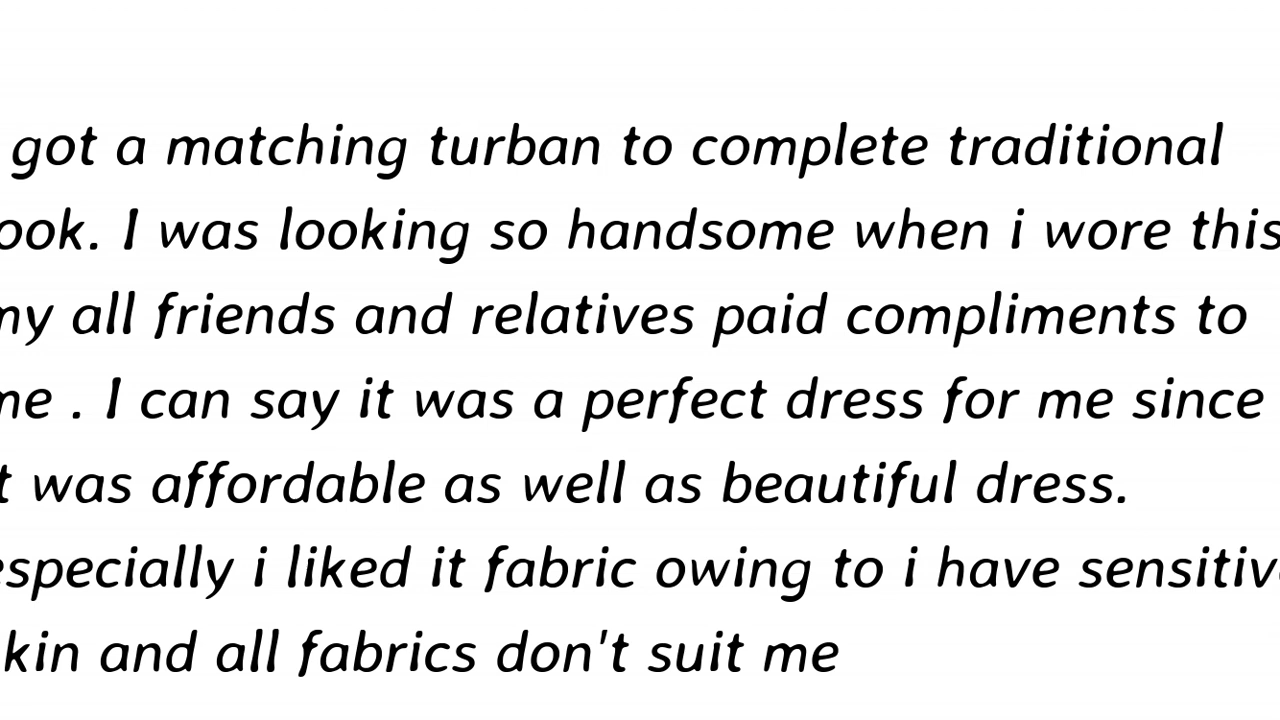 got a matching turban to complete traditional
ook. I was looking so handsome when i wore this
my all friends and relatives paid compliments to
me . I can say it was a perfect dress for me since
t was affordable as well as beautiful dress.
especially i liked it fabric owing to i have sensitive
kin and all fabrics don't suit me